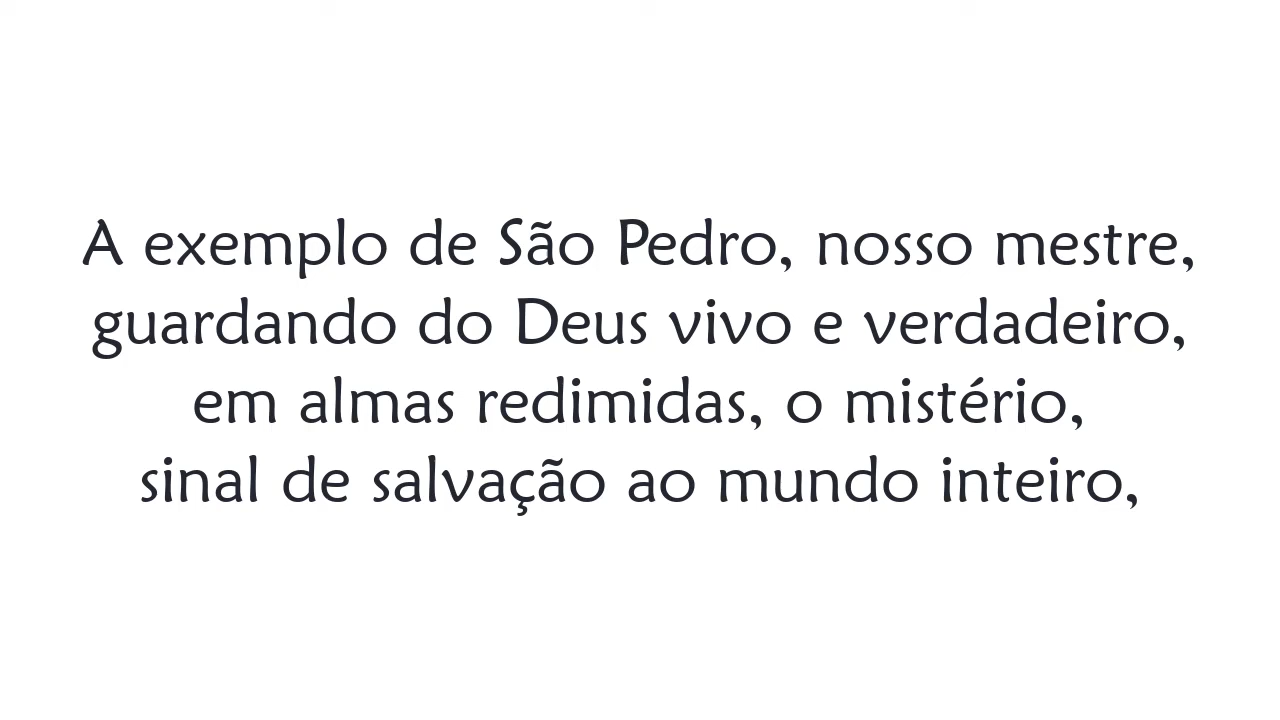 A exemplo de São Pedro, nosso mestre,
guardando do Deus vivo e verdadeiro,
em almas redimidas, o mistério,
sinal de salvação ao mundo inteiro,